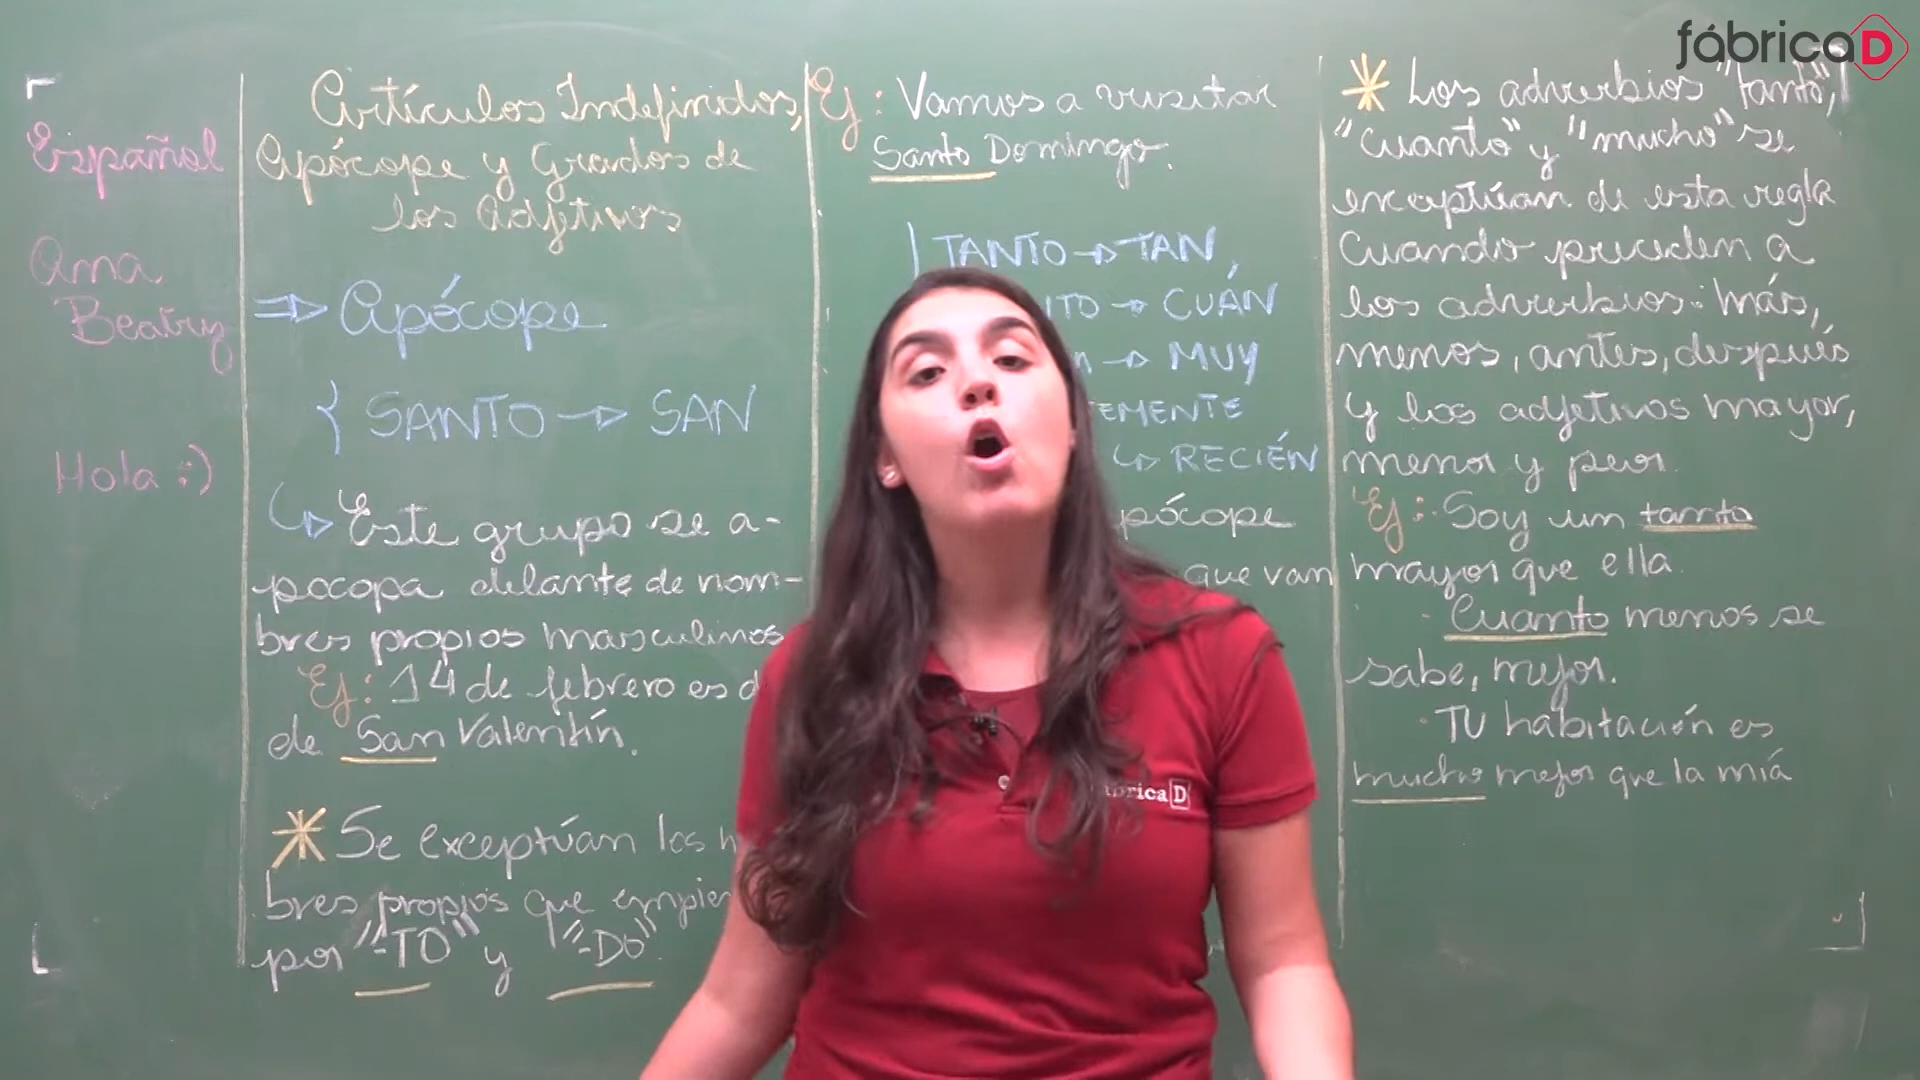 fábricaD
Español
Ana
Beatriz
Hola :)
Artículos Indefinidos,
Apócope y Grados de
los Adjetivos
⇒ Apócope
{ SANTO → SAN
↳ Este grupo se a-
pocopa delante de nom-
bres propios masculinos
Ej: 14 de febrero es d
de San Valentín.
* Se exceptúan los n
bres propios que empie
por "-TO" y "-DO".
Ej: Vamos a visitar
Santo Domingo.
TANTO → TAN,
TO → CUÁN
→ MUY
TEMENTE
↳ RECIÉN
pócope
que van
* Los adverbios "tanto",
"cuanto" y "mucho" se
exceptúan de esta regla
cuando preceden a
los adverbios: más,
menos, antes, después
y los adjetivos mayor,
menor y peor.
Ej: · Soy un tanto
mayor que ella.
· Cuanto menos se
sabe, mejor.
· TU habitación es
mucho mejor que la mía
fábricaD